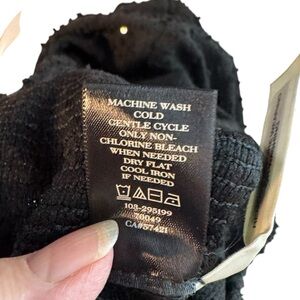 MACHINE WASH
COLD
GENTLE CYCLE
ONLY NON-
CHLORINE BLEACH
WHEN NEEDED
DRY FLAT
COOL IRON
IF NEEDED
103-295199
70049
CA#57421